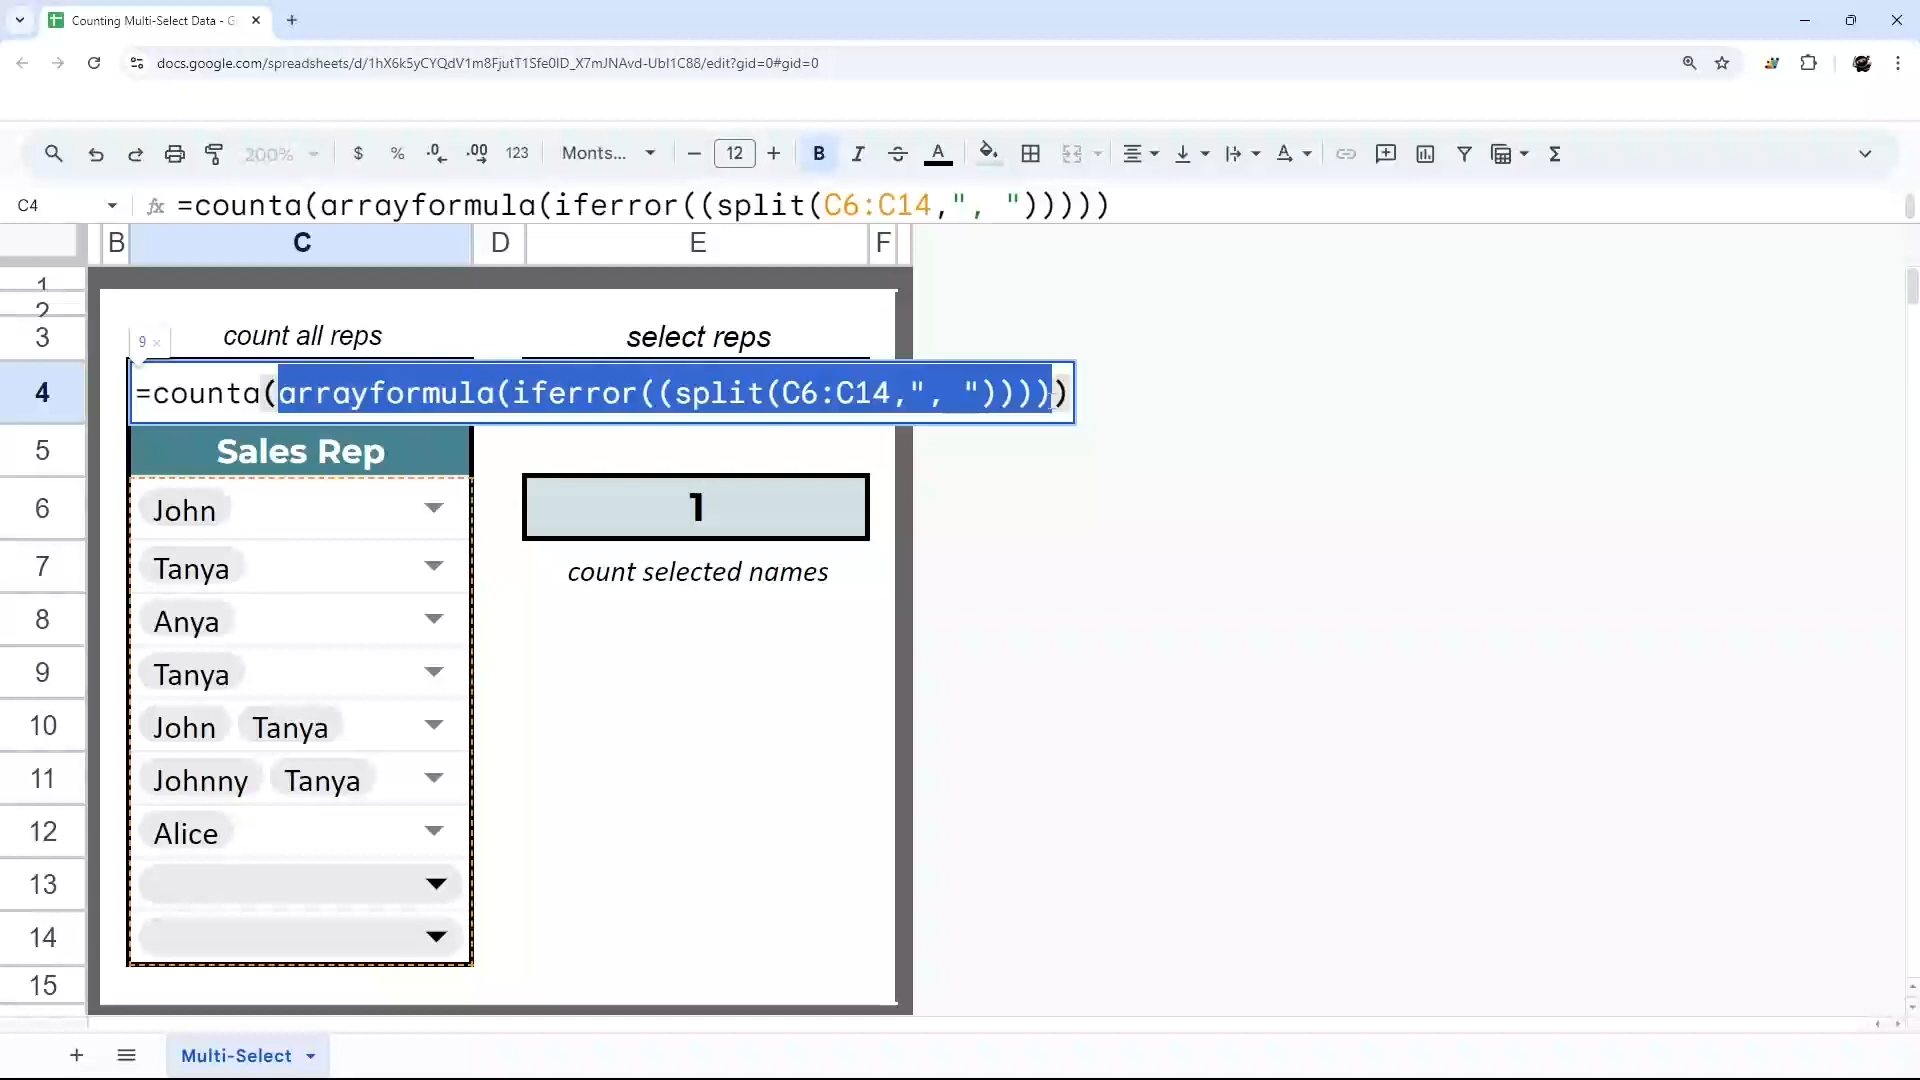 Counting Multi-Select Data - G
docs.google.com/spreadsheets/d/1hX6k5yCYQdV1m8FjutT1Sfe0ID_X7mJNAvd-UbI1C88/edit?gid=0#gid=0
200% $ % .0 .00 123 Monts... 12 B I S A
C4 fx =counta(arrayformula(iferror((split(C6:C14,", ")))))
B C D E F
1
2
3 count all reps select reps
9 ×
4 =counta(arrayformula(iferror((split(C6:C14,", ")))))
5 Sales Rep
6 John 1
7 Tanya count selected names
8 Anya
9 Tanya
10 John Tanya
11 Johnny Tanya
12 Alice
13
14
15
Multi-Select